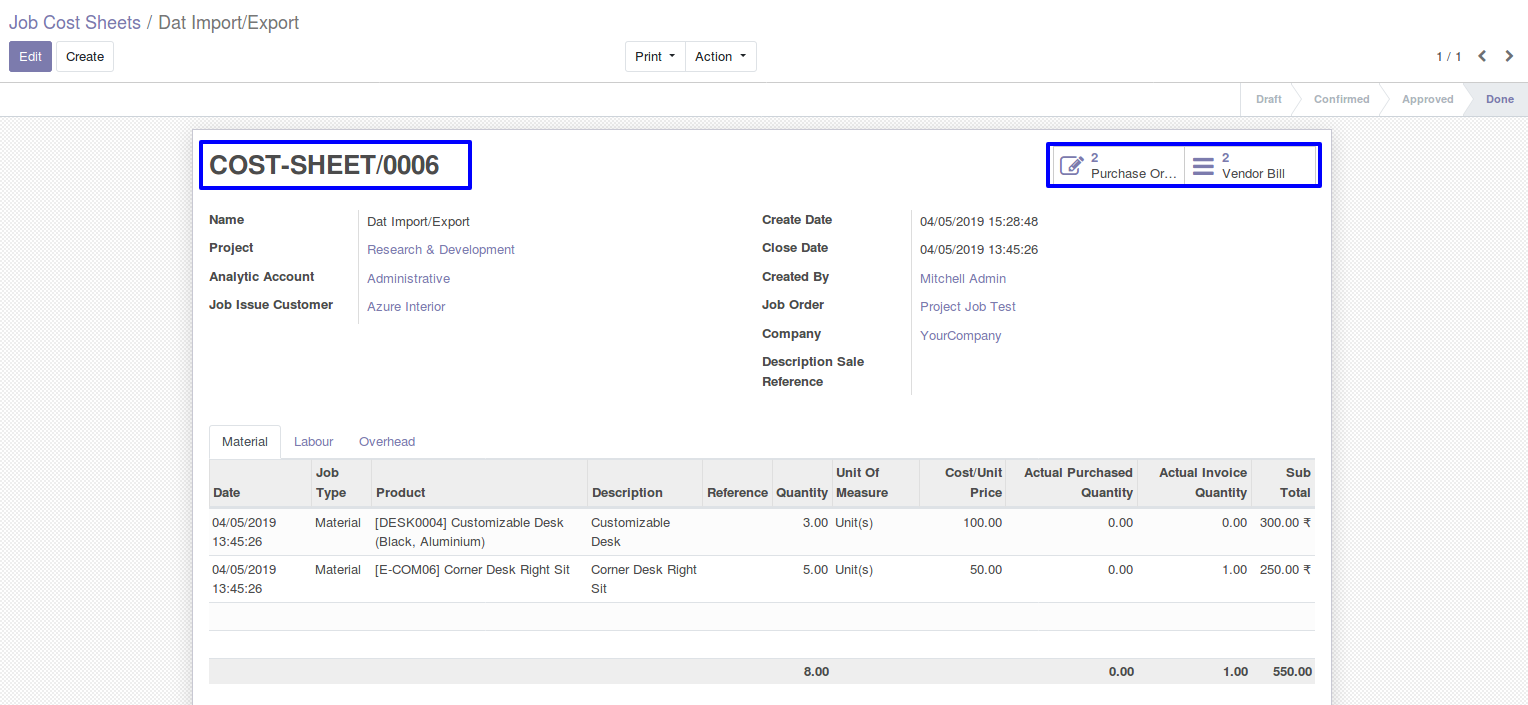 Job Cost Sheets / Dat Import/Export
Edit Create Print Action 1 / 1
Draft Confirmed Approved Done
COST-SHEET/0006
2 Purchase Or...
2 Vendor Bill
Name Dat Import/Export
Project Research & Development
Analytic Account Administrative
Job Issue Customer Azure Interior
Create Date 04/05/2019 15:28:48
Close Date 04/05/2019 13:45:26
Created By Mitchell Admin
Job Order Project Job Test
Company YourCompany
Description Sale
Reference
Material Labour Overhead
Job Unit Of Cost/Unit Actual Purchased Actual Invoice Sub
Date Type Product Description Reference Quantity Measure Price Quantity Quantity Total
04/05/2019 Material [DESK0004] Customizable Desk Customizable 3.00 Unit(s) 100.00 0.00 0.00 300.00 ₹
13:45:26 (Black, Aluminium) Desk
04/05/2019 Material [E-COM06] Corner Desk Right Sit Corner Desk Right 5.00 Unit(s) 50.00 0.00 1.00 250.00 ₹
13:45:26 Sit
8.00 0.00 1.00 550.00